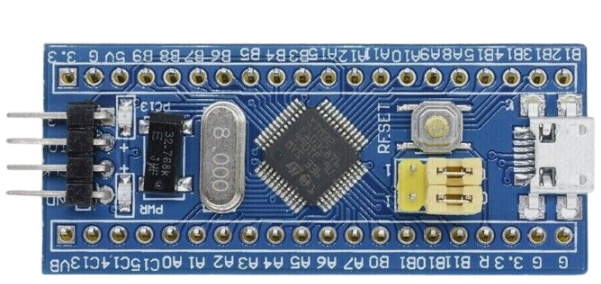 3.3 G 5V B9 B8 B7 B6 B5 B4 B3 A15 A12 A11 A10 A9 A8 B15 B14 B13 B12
PC13
32.768K
8.000
RESET
PWR
VB C13 C14 C15 A0 A1 A2 A3 A4 A5 A6 A7 B0 B1 B10 B11 R 3.3 G G